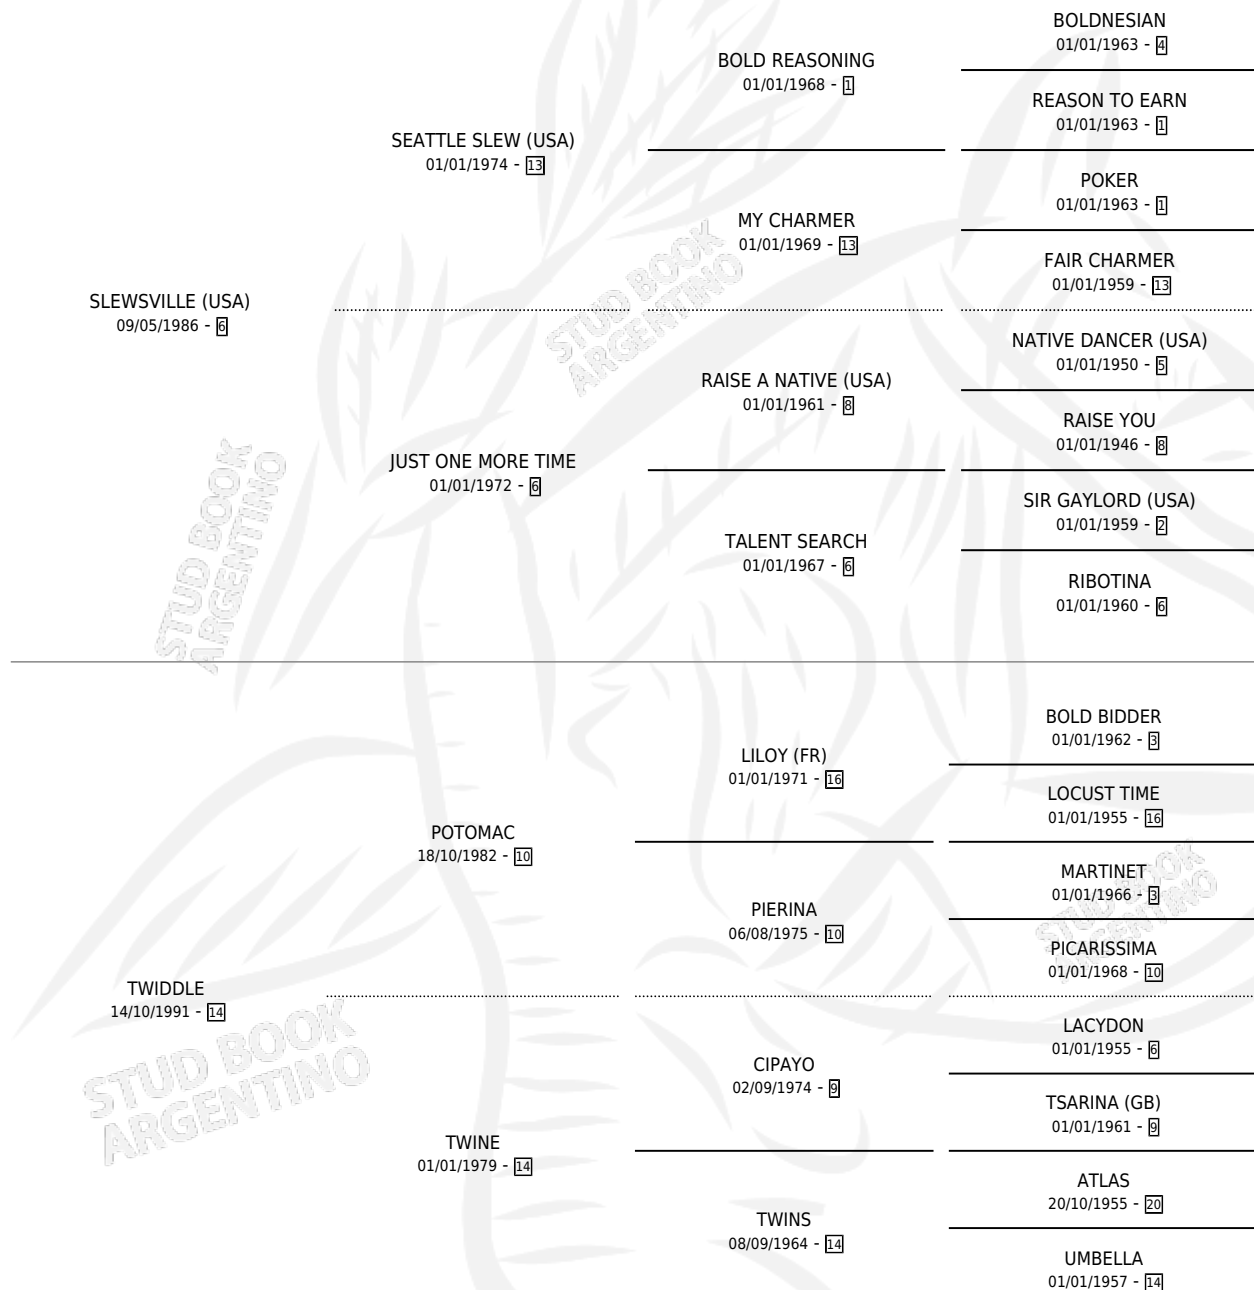 BOLDNESIAN
01/01/1963 - 4
BOLD REASONING
01/01/1968 - 1
REASON TO EARN
01/01/1963 - 1
SEATTLE SLEW (USA)
01/01/1974 - 13
POKER
01/01/1963 - 1
MY CHARMER
01/01/1969 - 13
FAIR CHARMER
01/01/1959 - 13
SLEWSVILLE (USA)
09/05/1986 - 6
NATIVE DANCER (USA)
01/01/1950 - 5
RAISE A NATIVE (USA)
01/01/1961 - 8
RAISE YOU
01/01/1946 - 8
JUST ONE MORE TIME
01/01/1972 - 6
SIR GAYLORD (USA)
01/01/1959 - 2
TALENT SEARCH
01/01/1967 - 6
RIBOTINA
01/01/1960 - 6
BOLD BIDDER
01/01/1962 - 3
LILOY (FR)
01/01/1971 - 16
LOCUST TIME
01/01/1955 - 16
POTOMAC
18/10/1982 - 10
MARTINET
01/01/1966 - 3
PIERINA
06/08/1975 - 10
PICARISSIMA
01/01/1968 - 10
TWIDDLE
14/10/1991 - 14
LACYDON
01/01/1955 - 6
CIPAYO
02/09/1974 - 9
TSARINA (GB)
01/01/1961 - 9
TWINE
01/01/1979 - 14
ATLAS
20/10/1955 - 20
TWINS
08/09/1964 - 14
UMBELLA
01/01/1957 - 14
STUD BOOK
ARGENTINO
STUD BOOK
ARGENTINO
STUD BOOK
ARGENTINO
STUD BOOK
ARGENTINO